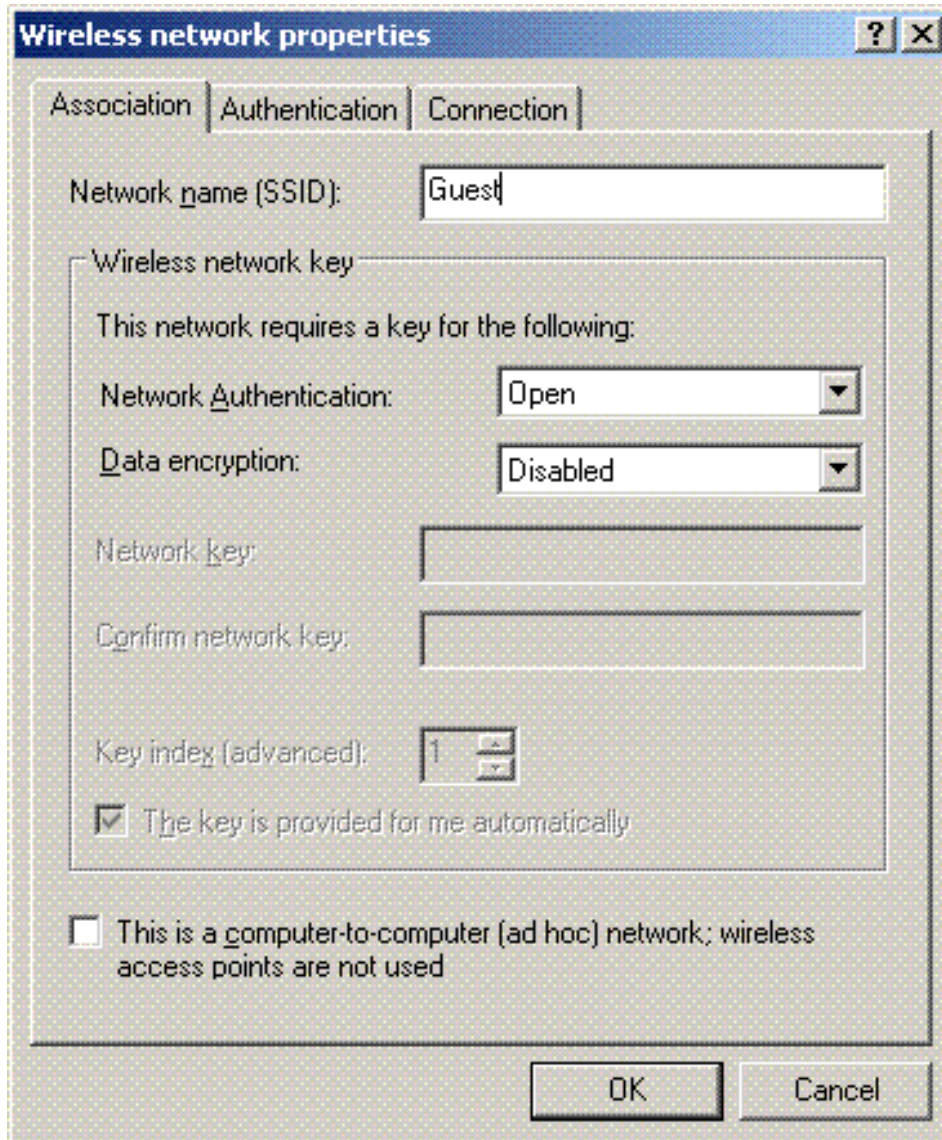 Wireless network properties
Association Authentication Connection
Network name (SSID): Guest
Wireless network key
This network requires a key for the following:
Network Authentication: Open
Data encryption: Disabled
Network key:
Confirm network key:
Key index (advanced): 1
The key is provided for me automatically
This is a computer-to-computer (ad hoc) network; wireless
access points are not used
OK Cancel